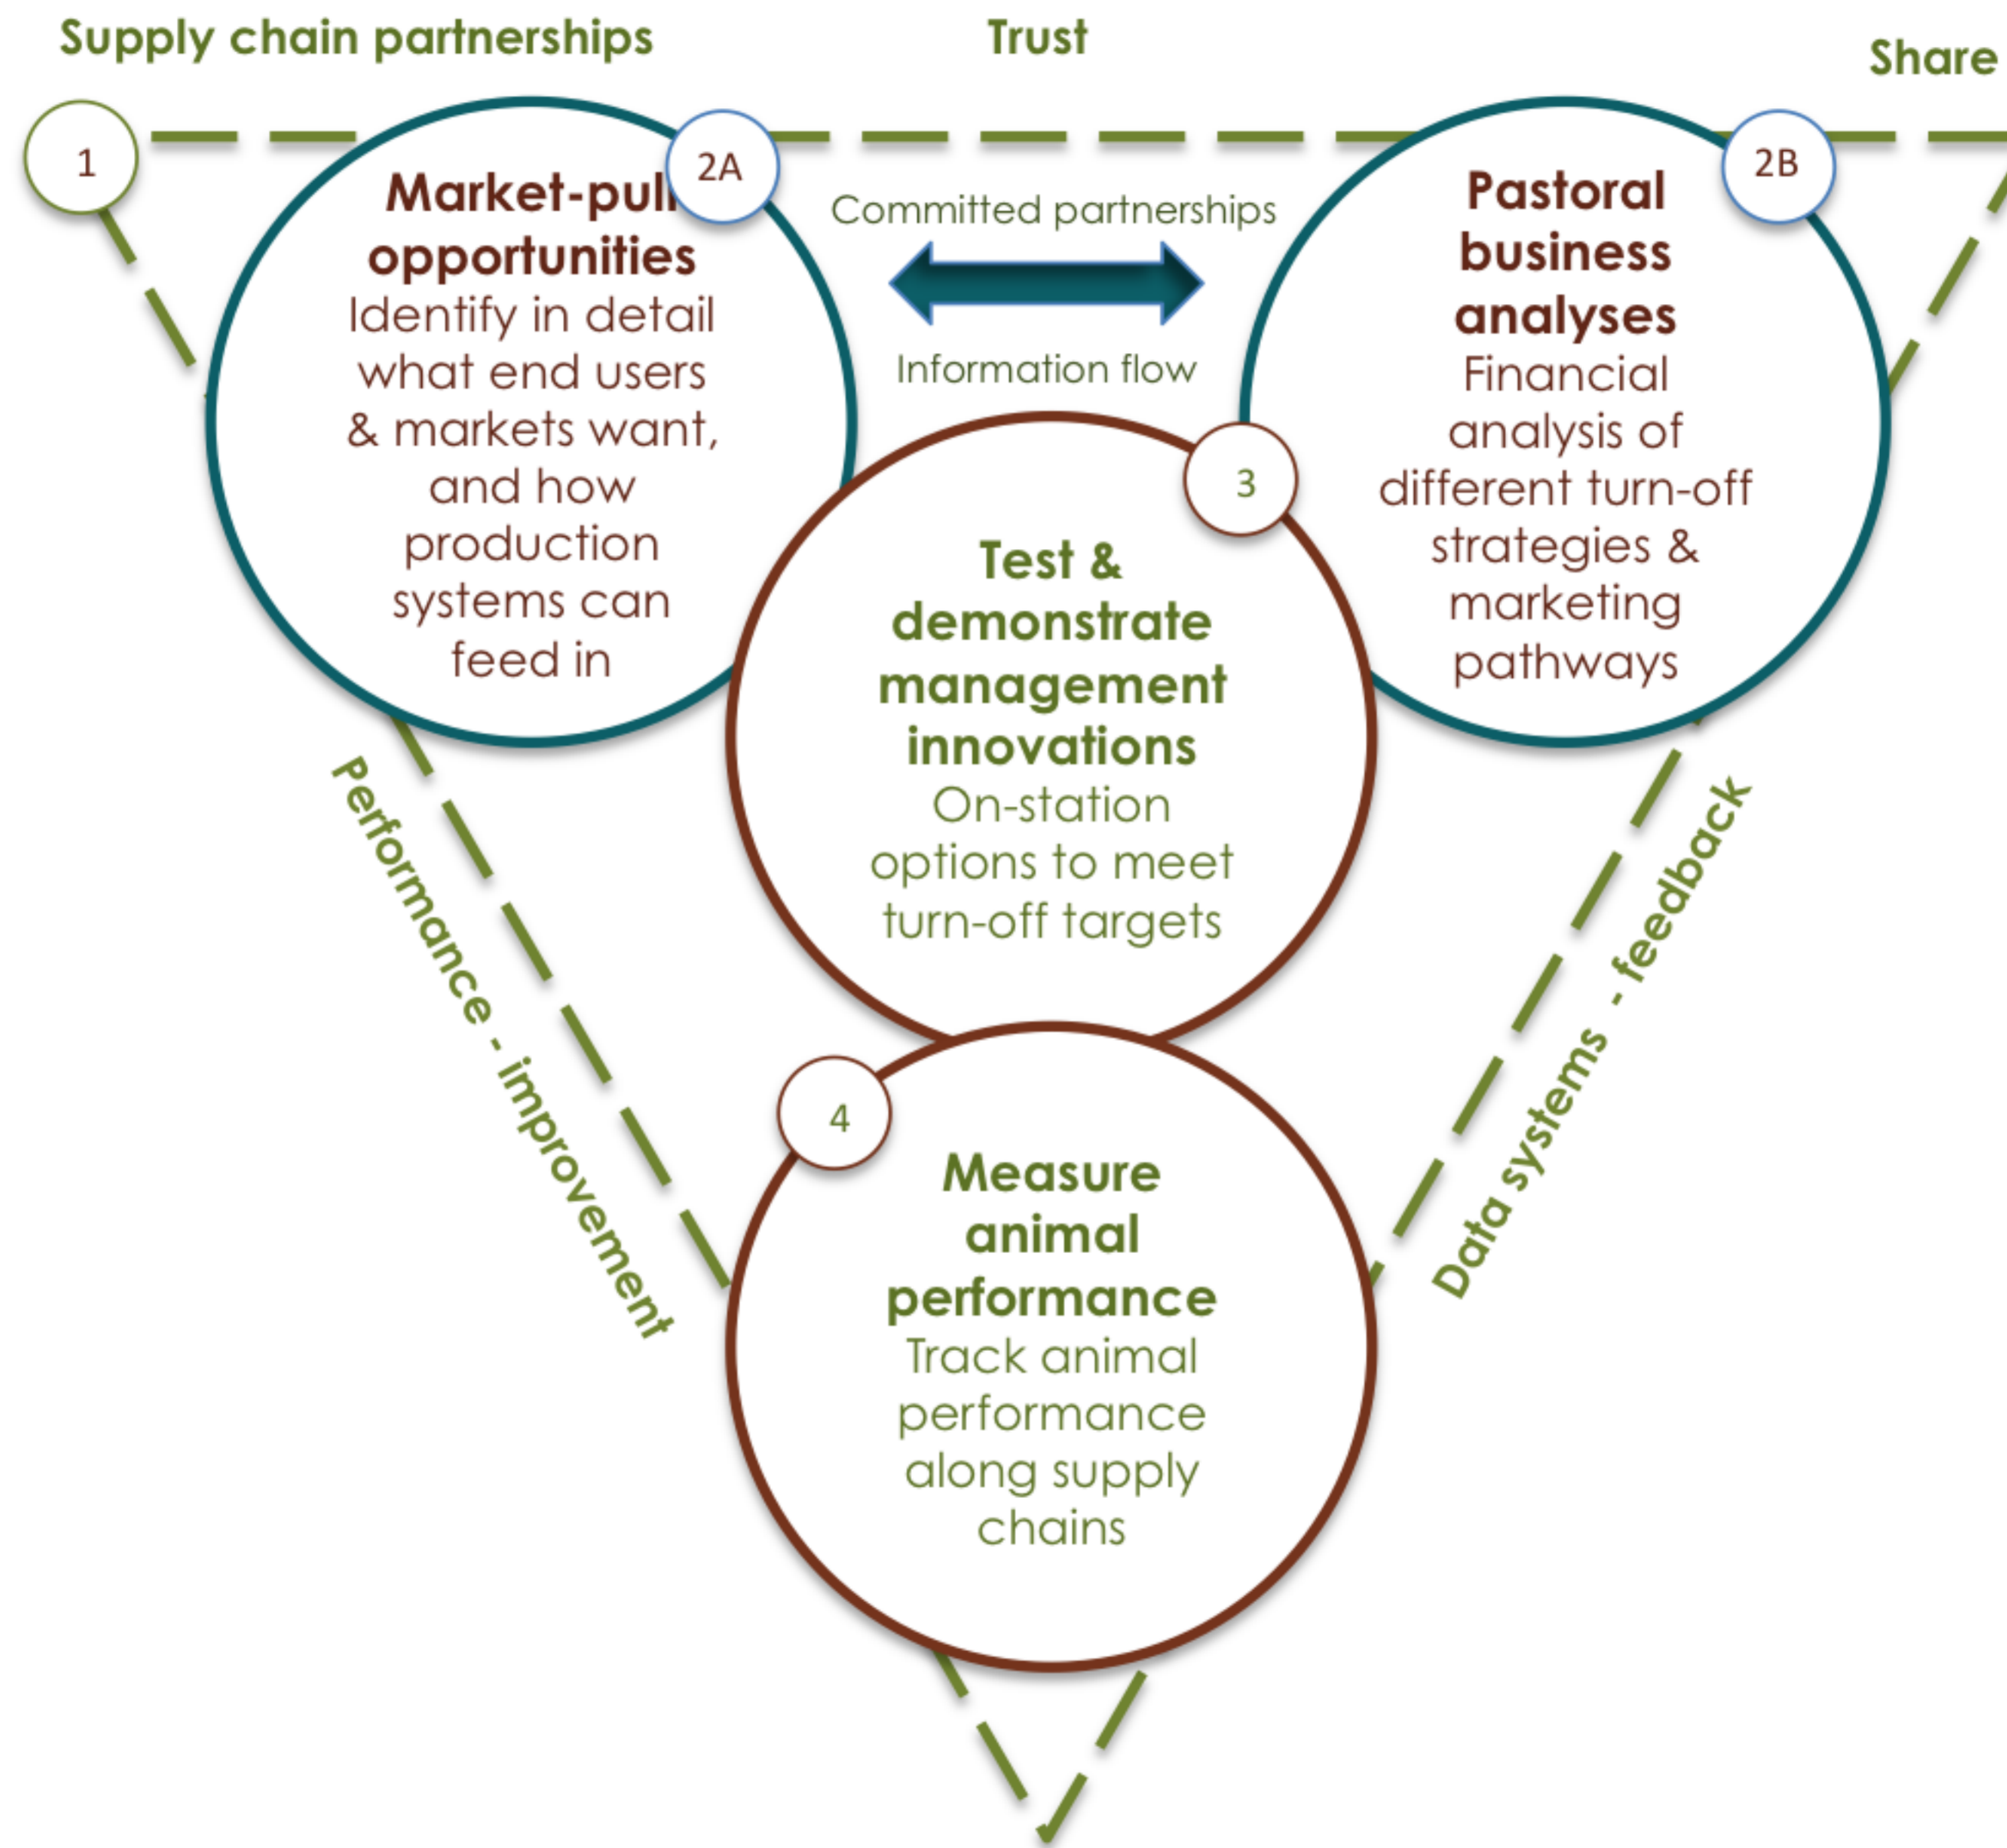 Supply chain partnerships
Trust
Share
1
2A
2B
Market-pull
opportunities
Identify in detail
what end users
& markets want,
and how
production
systems can
feed in
Committed partnerships
Information flow
Pastoral
business
analyses
Financial
analysis of
different turn-off
strategies &
marketing
pathways
3
Test &
demonstrate
management
innovations
On-station
options to meet
turn-off targets
Performance - improvement
Data systems - feedback
4
Measure
animal
performance
Track animal
performance
along supply
chains